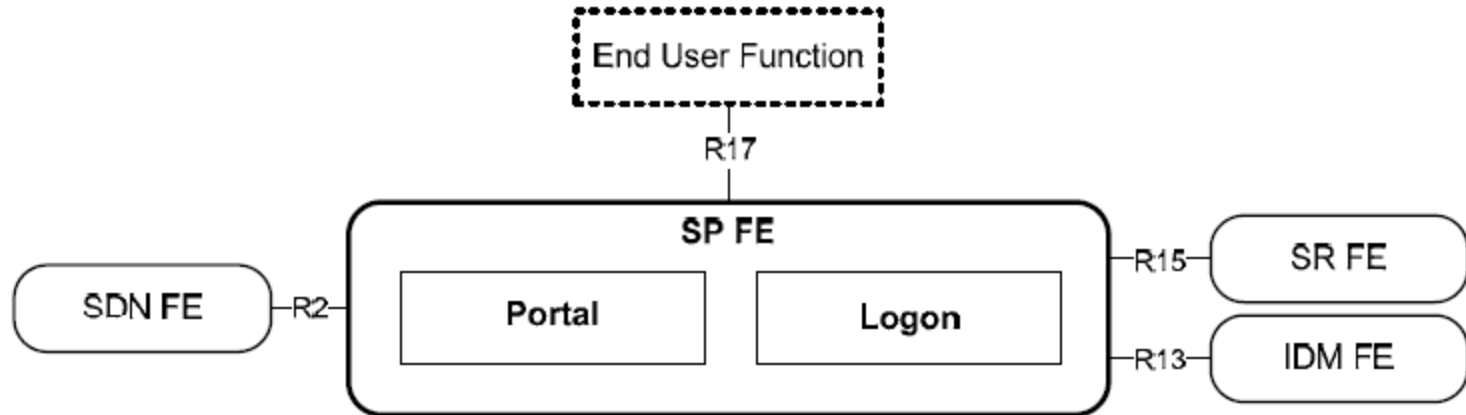 End User Function
R17
SP FE
SDN FE
R2
Portal
Logon
R15
SR FE
R13
IDM FE